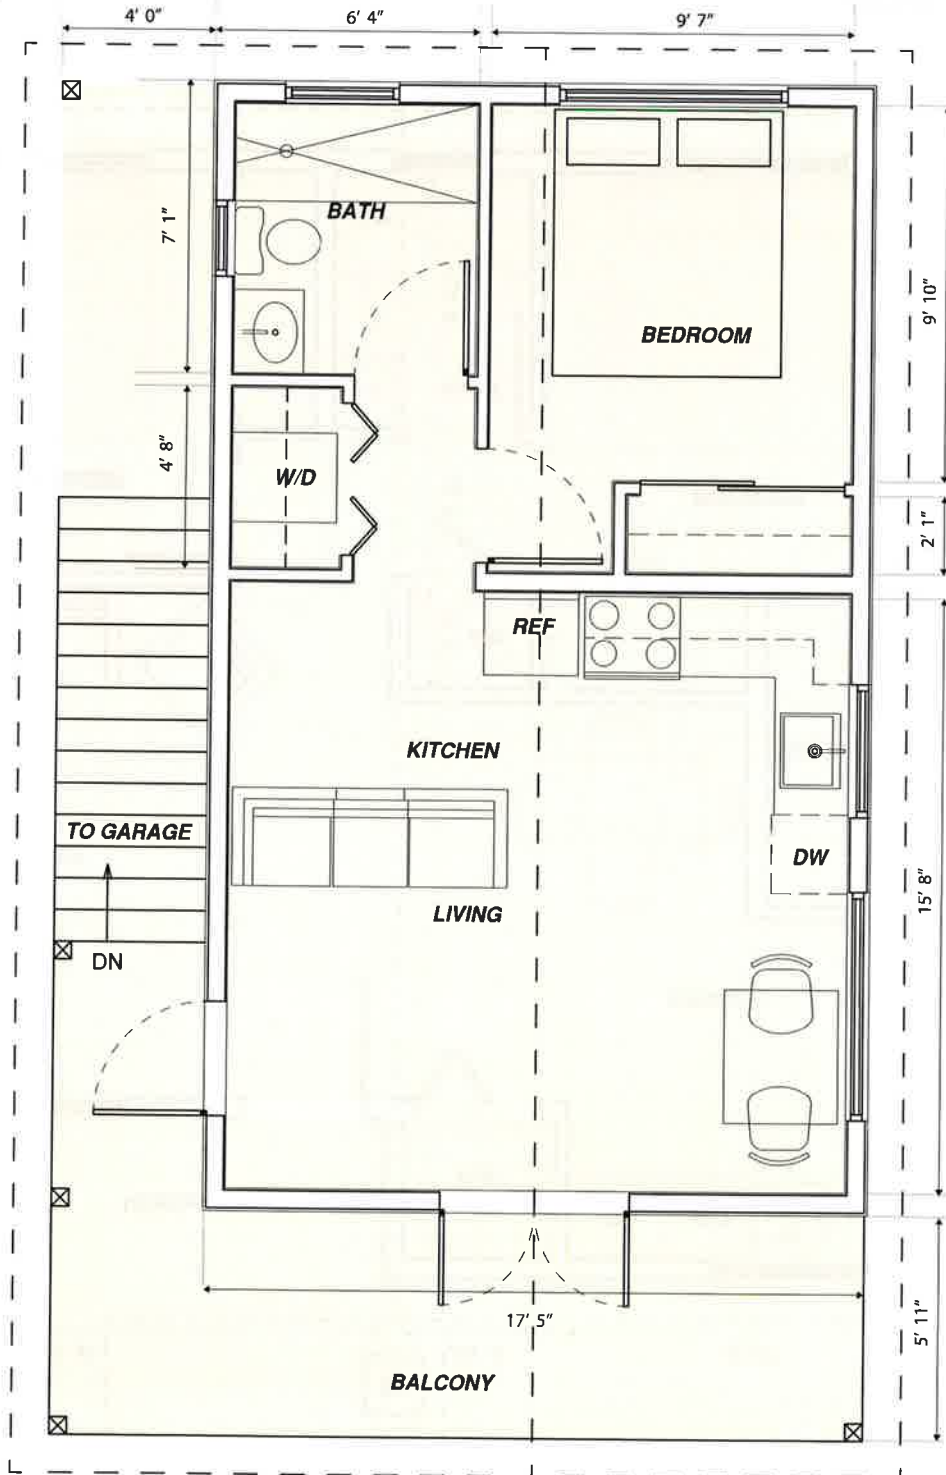 4' 0" 6' 4" 9' 7"
7' 1"
BATH
9' 10"
BEDROOM
4' 8"
W/D
2' 1"
REF
KITCHEN
TO GARAGE
DW
15' 8"
LIVING
DN
17' 5"
5' 11"
BALCONY